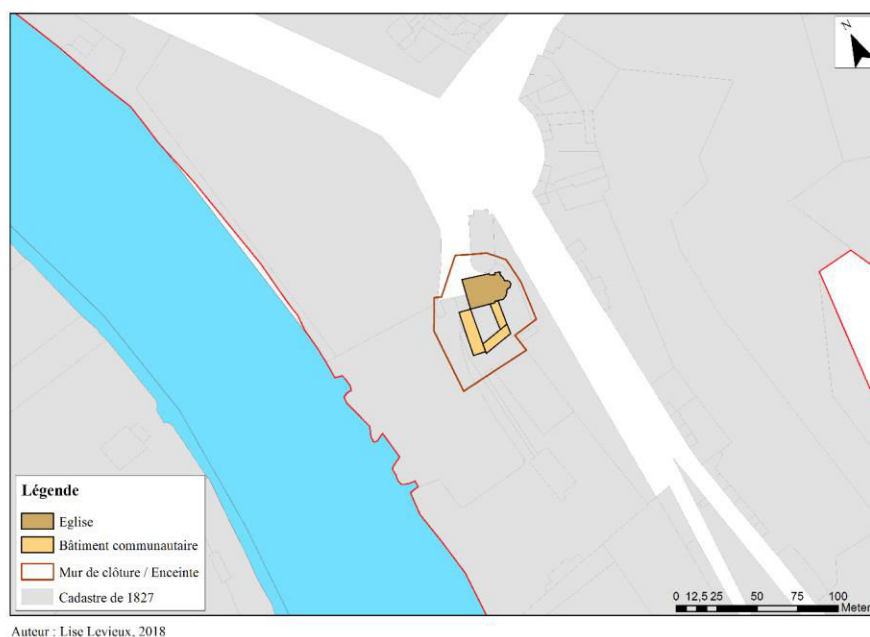 N
Légende
Eglise
Bâtiment communautaire
Mur de clôture / Enceinte
Cadastre de 1827
0 12,5 25 50 75 100
Meter
Auteur : Lise Levieux, 2018